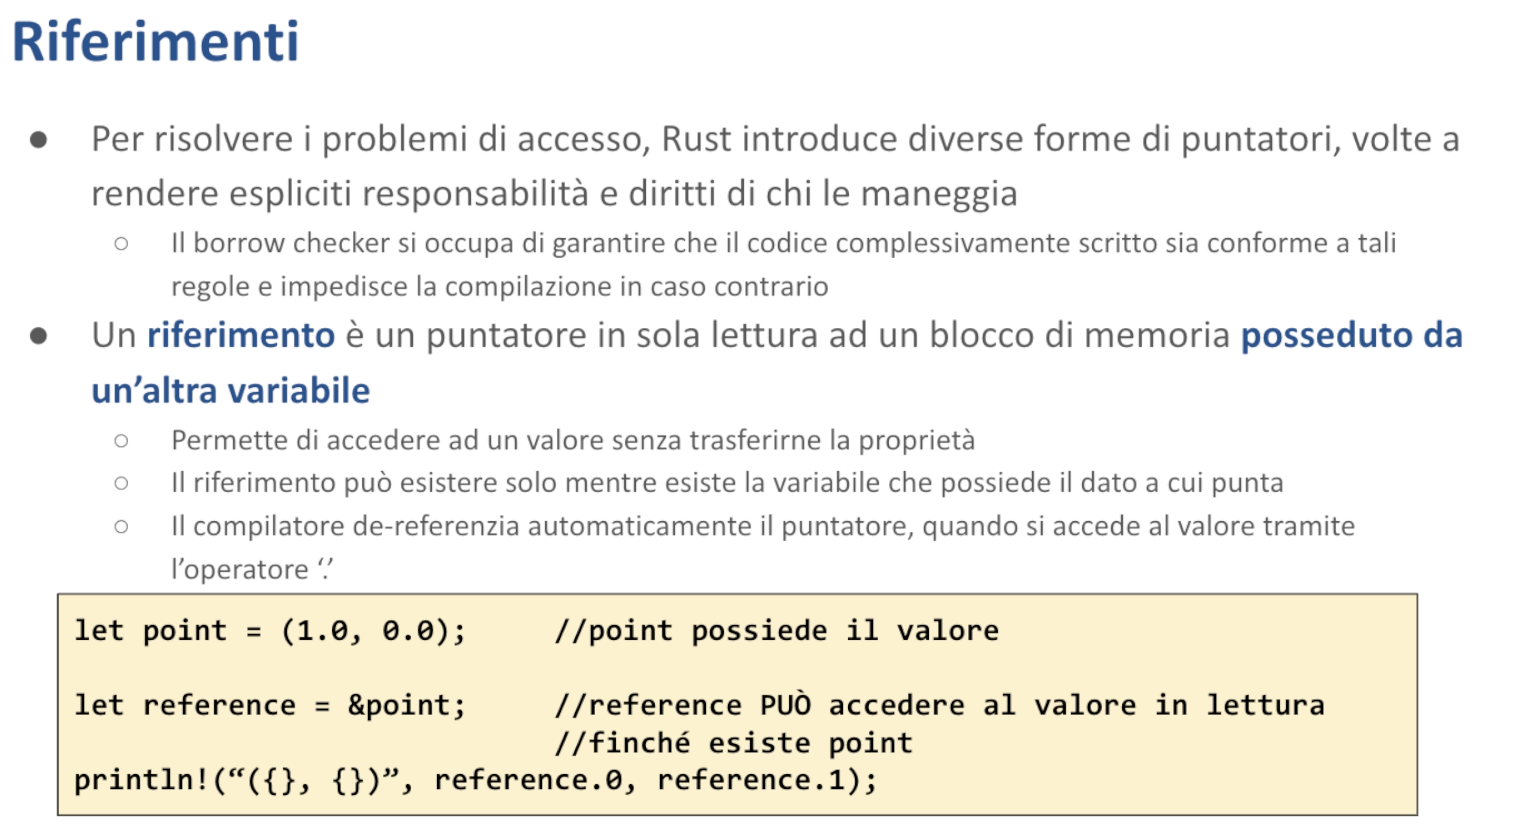 Riferimenti
● Per risolvere i problemi di accesso, Rust introduce diverse forme di puntatori, volte a
rendere espliciti responsabilità e diritti di chi le maneggia
○ Il borrow checker si occupa di garantire che il codice complessivamente scritto sia conforme a tali
regole e impedisce la compilazione in caso contrario
● Un riferimento è un puntatore in sola lettura ad un blocco di memoria posseduto da
un’altra variabile
○ Permette di accedere ad un valore senza trasferirne la proprietà
○ Il riferimento può esistere solo mentre esiste la variabile che possiede il dato a cui punta
○ Il compilatore de-referenzia automaticamente il puntatore, quando si accede al valore tramite
l’operatore ‘.’
let point = (1.0, 0.0);     //point possiede il valore
let reference = &point;     //reference PUÒ accedere al valore in lettura
//finché esiste point
println!(“({}, {})”, reference.0, reference.1);